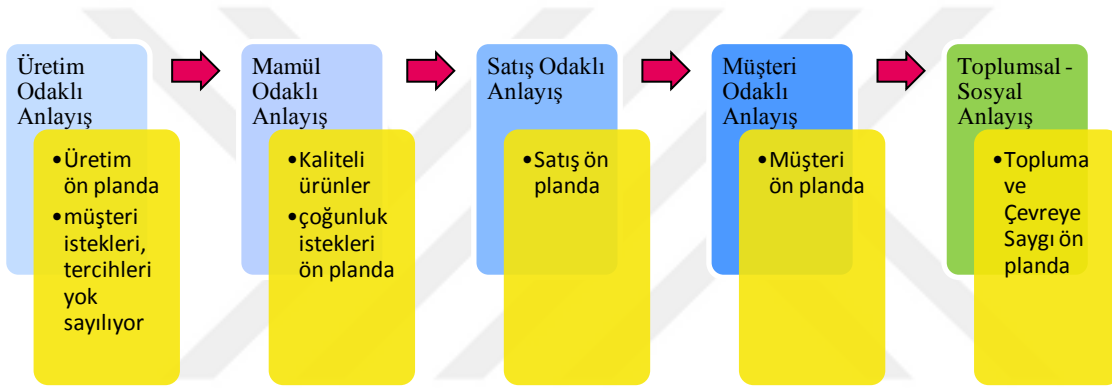 Üretim
Odaklı
Anlayış
•Üretim
ön planda
•müşteri
istekleri,
tercihleri
yok
sayılıyor
Mamül
Odaklı
Anlayış
•Kaliteli
ürünler
•çoğunluk
istekleri
ön planda
Satış Odaklı
Anlayış
•Satış ön
planda
Müşteri
Odaklı
Anlayış
•Müşteri
ön planda
Toplumsal -
Sosyal
Anlayış
•Topluma
ve
Çevreye
Saygı ön
planda